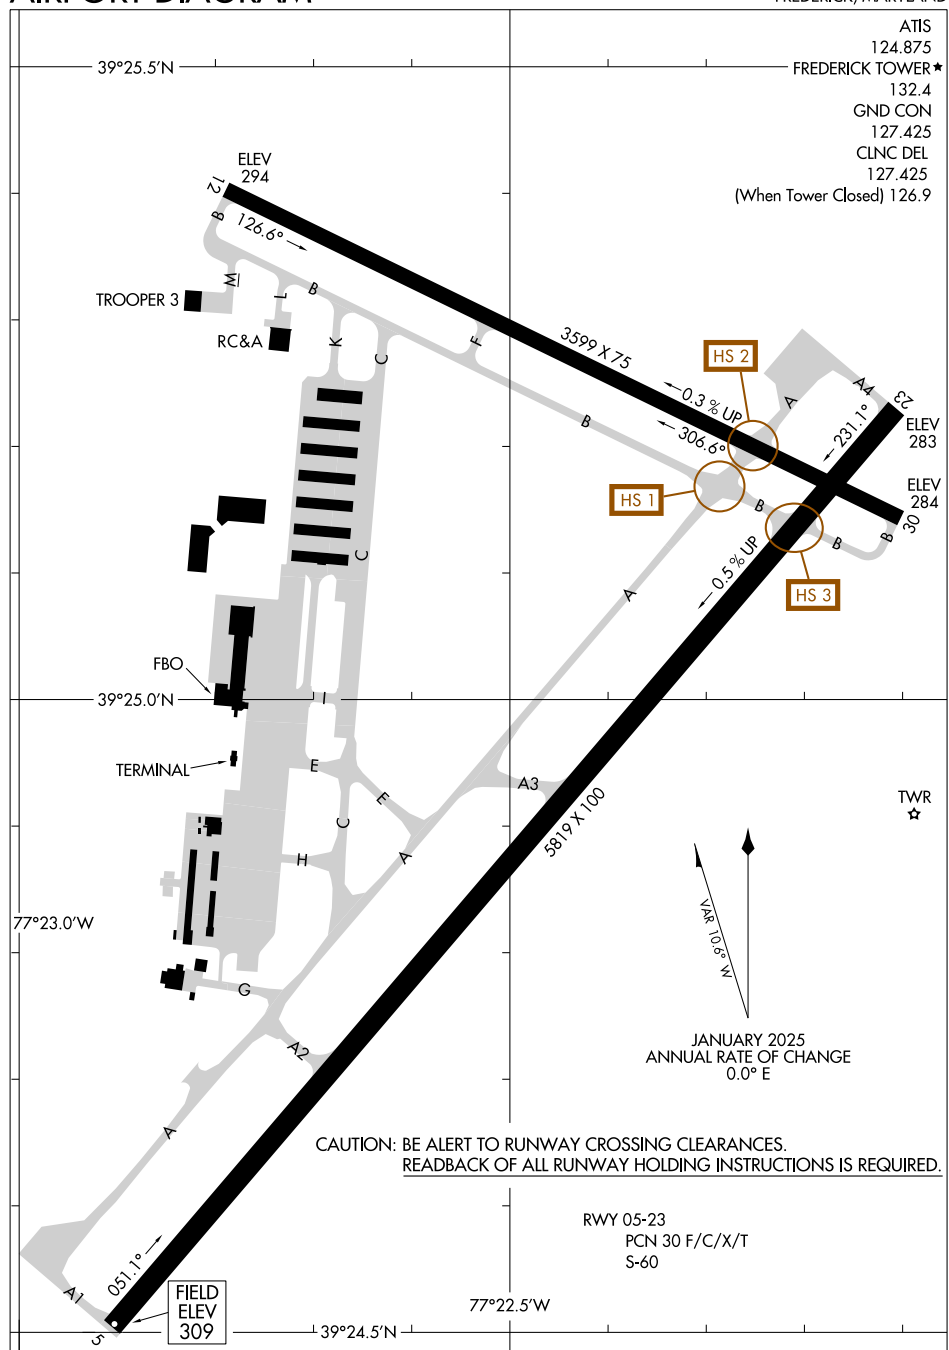 AIRPORT DIAGRAM
FREDERICK, MARYLAND
ATIS
124.875
FREDERICK TOWER★
132.4
GND CON
127.425
CLNC DEL
127.425
(When Tower Closed) 126.9
39°25.5'N
ELEV
294
12
B
126.6°
M
TROOPER 3
L
B
RC&A
K
C
F
3599 X 75
HS 2
A4
23
0.3 % UP
A
231.1°
ELEV
283
B
306.6°
ELEV
284
HS 1
B
30
B
B
C
0.5 % UP
HS 3
A
FBO
39°25.0'N
I
TERMINAL
E
E
A3
5819 X 100
TWR
C
H
A
VAR 10.6° W
77°23.0'W
G
A2
JANUARY 2025
ANNUAL RATE OF CHANGE
0.0° E
A
CAUTION: BE ALERT TO RUNWAY CROSSING CLEARANCES.
READBACK OF ALL RUNWAY HOLDING INSTRUCTIONS IS REQUIRED.
RWY 05-23
PCN 30 F/C/X/T
S-60
051.1°
A1
FIELD
ELEV
309
77°22.5'W
5
39°24.5'N